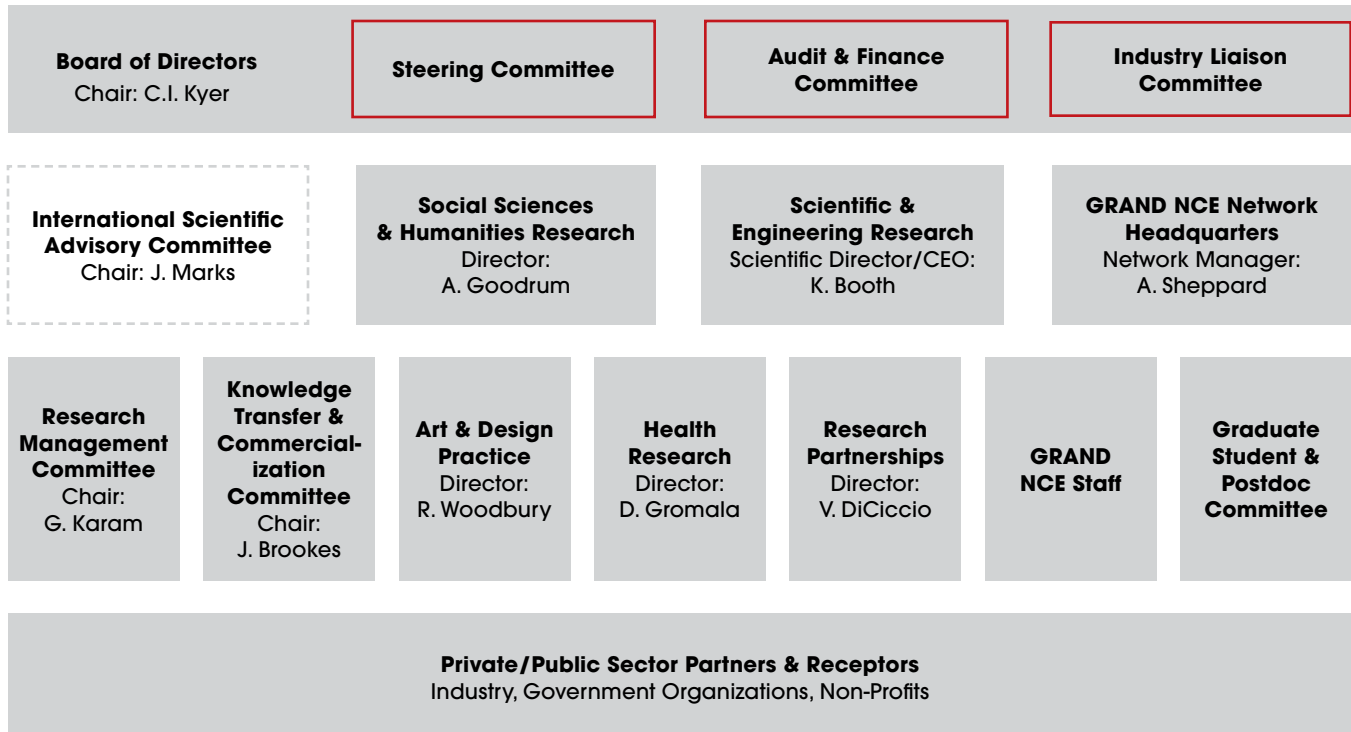 Board of Directors
Chair: C.I. Kyer
Steering Committee
Audit & Finance
Committee
Industry Liaison
Committee
International Scientific
Advisory Committee
Chair: J. Marks
Social Sciences
& Humanities Research
Director:
A. Goodrum
Scientific &
Engineering Research
Scientific Director/CEO:
K. Booth
GRAND NCE Network
Headquarters
Network Manager:
A. Sheppard
Research
Management
Committee
Chair:
G. Karam
Knowledge
Transfer &
Commercial-
ization
Committee
Chair:
J. Brookes
Art & Design
Practice
Director:
R. Woodbury
Health
Research
Director:
D. Gromala
Research
Partnerships
Director:
V. DiCiccio
GRAND
NCE Staff
Graduate
Student &
Postdoc
Committee
Private/Public Sector Partners & Receptors
Industry, Government Organizations, Non-Profits